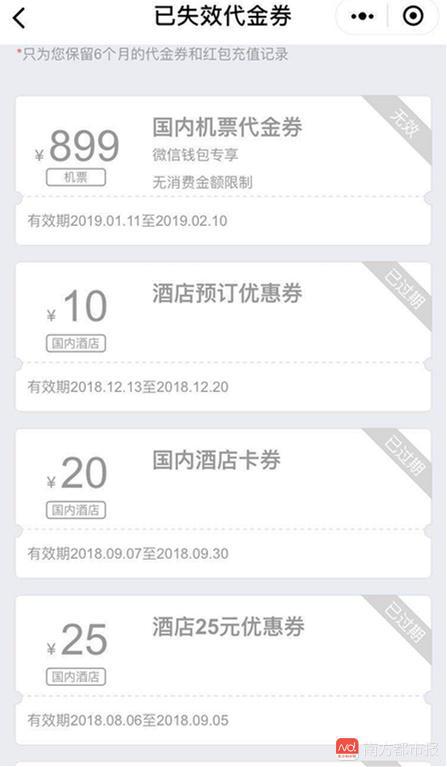 已失效代金券
*只为您保留6个月的代金券和红包充值记录
¥899
机票
国内机票代金券
微信钱包专享
无消费金额限制
无效
有效期2019.01.11至2019.02.10
¥10
国内酒店
酒店预订优惠券
已过期
有效期2018.12.13至2018.12.20
¥20
国内酒店
国内酒店卡券
已过期
有效期2018.09.07至2018.09.30
¥25
国内酒店
酒店25元优惠券
已过期
有效期2018.08.06至2018.09.05
南方都市报